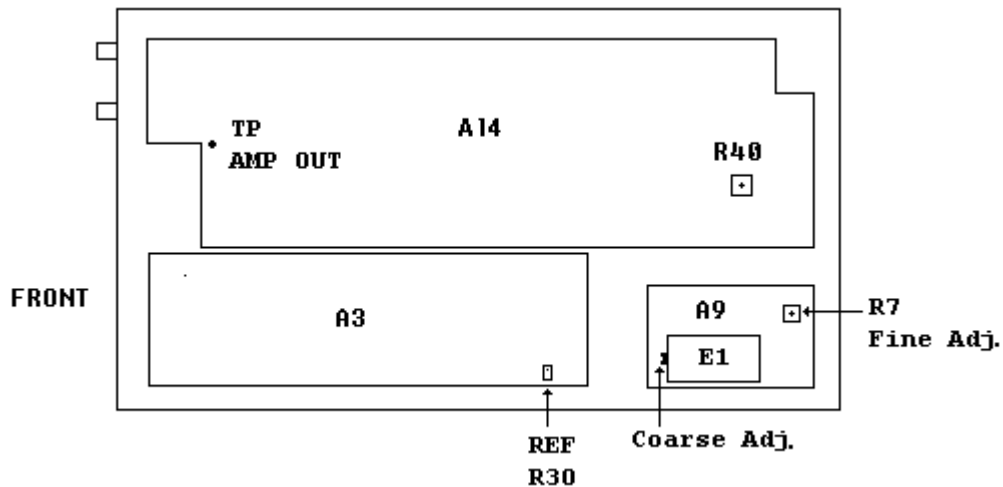 TP
AMP OUT
A14
R40
FRONT
A3
A9
R7
Fine Adj.
E1
Coarse Adj.
REF
R30